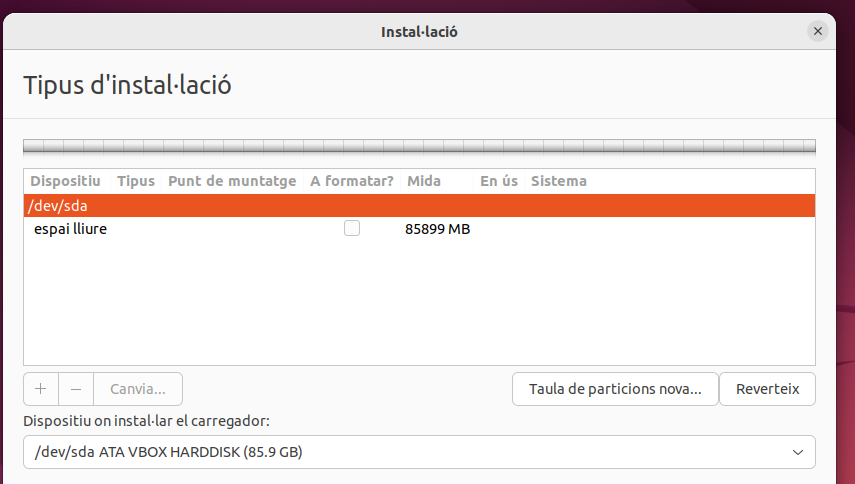 Instal·lació
Tipus d'instal·lació
Dispositiu Tipus Punt de muntatge A formatar? Mida En ús Sistema
/dev/sda
espai lliure 85899 MB
+ − Canvia... Taula de particions nova... Reverteix
Dispositiu on instal·lar el carregador:
/dev/sda ATA VBOX HARDDISK (85.9 GB)